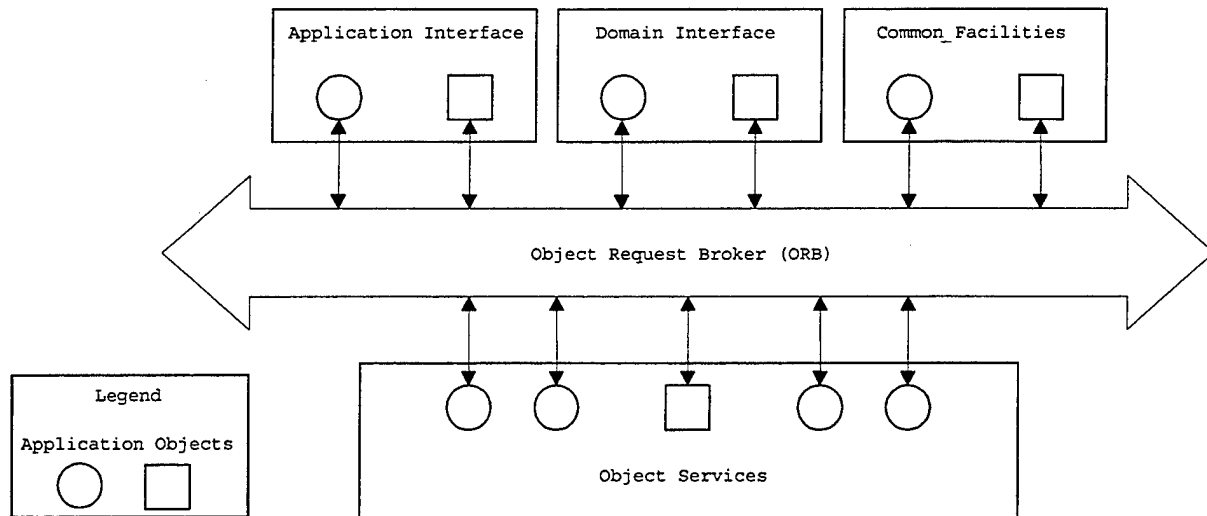 Application Interface
Domain Interface
Common_Facilities
Object Request Broker (ORB)
Legend
Application Objects
Object Services